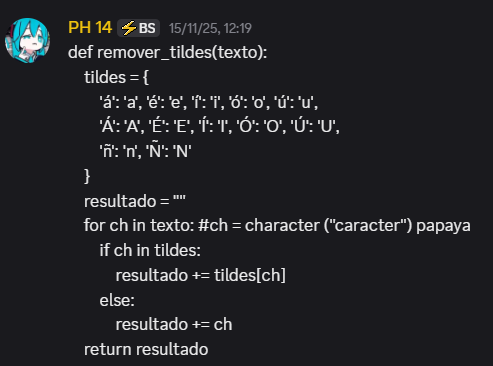 PH 14 ⚡BS 15/11/25, 12:19
def remover_tildes(texto):
    tildes = {
        'á': 'a', 'é': 'e', 'í': 'i', 'ó': 'o', 'ú': 'u',
        'Á': 'A', 'É': 'E', 'Í': 'I', 'Ó': 'O', 'Ú': 'U',
        'ñ': 'n', 'Ñ': 'N'
    }
    resultado = ""
    for ch in texto: #ch = character ("caracter") papaya
        if ch in tildes:
            resultado += tildes[ch]
        else:
            resultado += ch
    return resultado